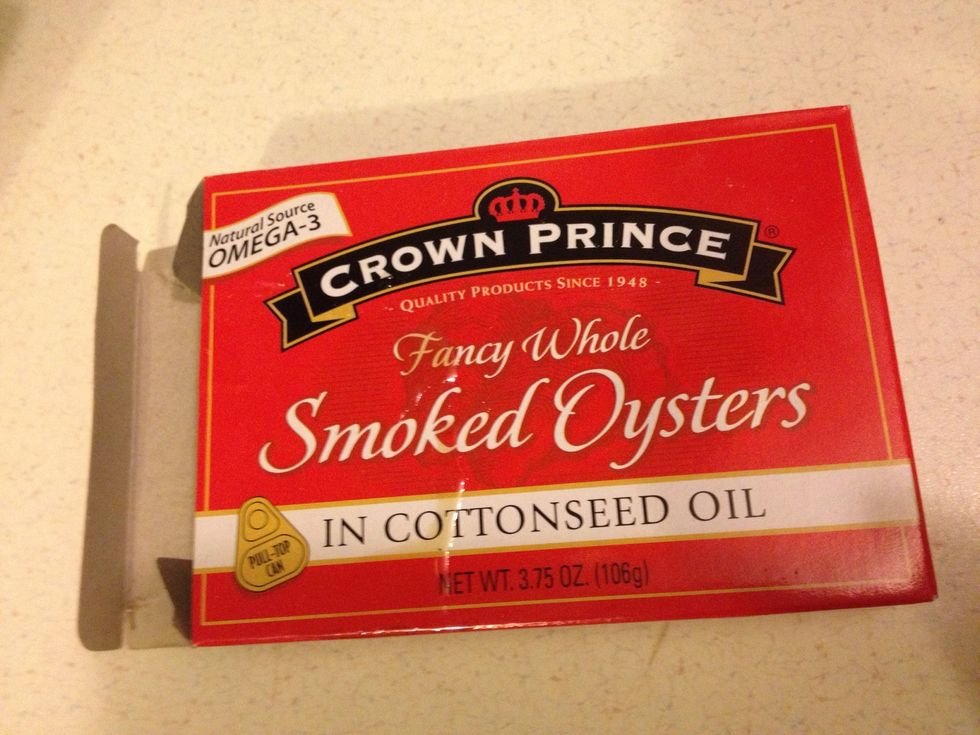 Natural Source
OMEGA-3
CROWN PRINCE ®
- QUALITY PRODUCTS SINCE 1948 -
Fancy Whole
Smoked Oysters
IN COTTONSEED OIL
PULL-TOP
CAN
NET WT. 3.75 OZ. (106g)